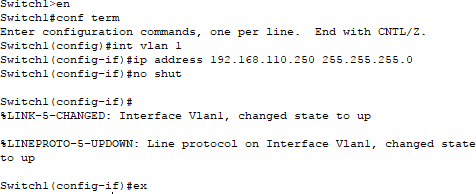 Switch1>en
Switch1#conf term
Enter configuration commands, one per line.  End with CNTL/Z.
Switch1(config)#int vlan 1
Switch1(config-if)#ip address 192.168.110.250 255.255.255.0
Switch1(config-if)#no shut
Switch1(config-if)#
%LINK-5-CHANGED: Interface Vlan1, changed state to up
%LINEPROTO-5-UPDOWN: Line protocol on Interface Vlan1, changed state
to up
Switch1(config-if)#ex